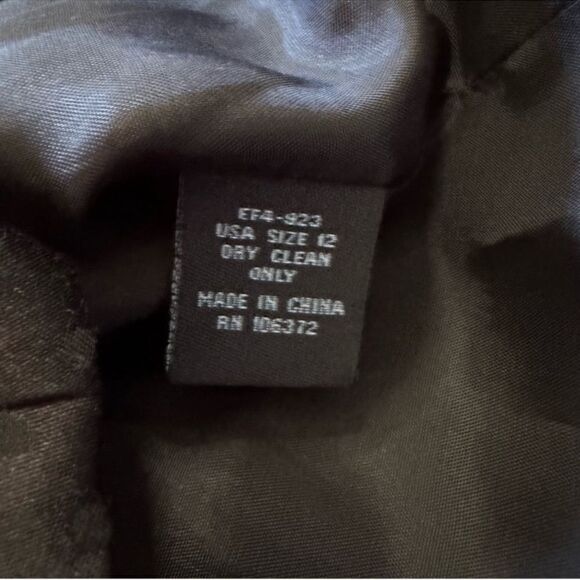 EF4-923
USA SIZE 12
DRY CLEAN
ONLY
MADE IN CHINA
RN 106372